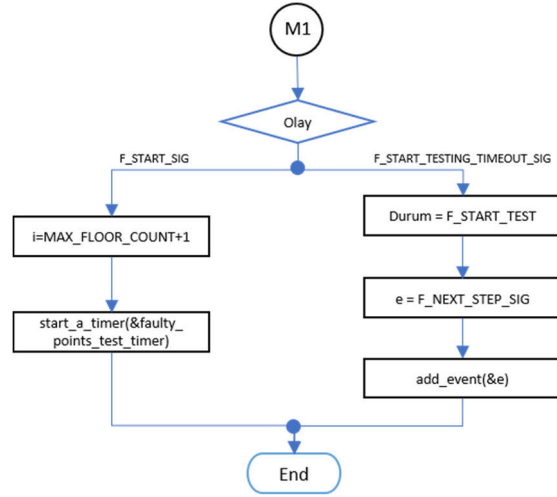 M1
Olay
F_START_SIG
F_START_TESTING_TIMEOUT_SIG
i=MAX_FLOOR_COUNT+1
start_a_timer(&faulty_
points_test_timer)
Durum = F_START_TEST
e = F_NEXT_STEP_SIG
add_event(&e)
End